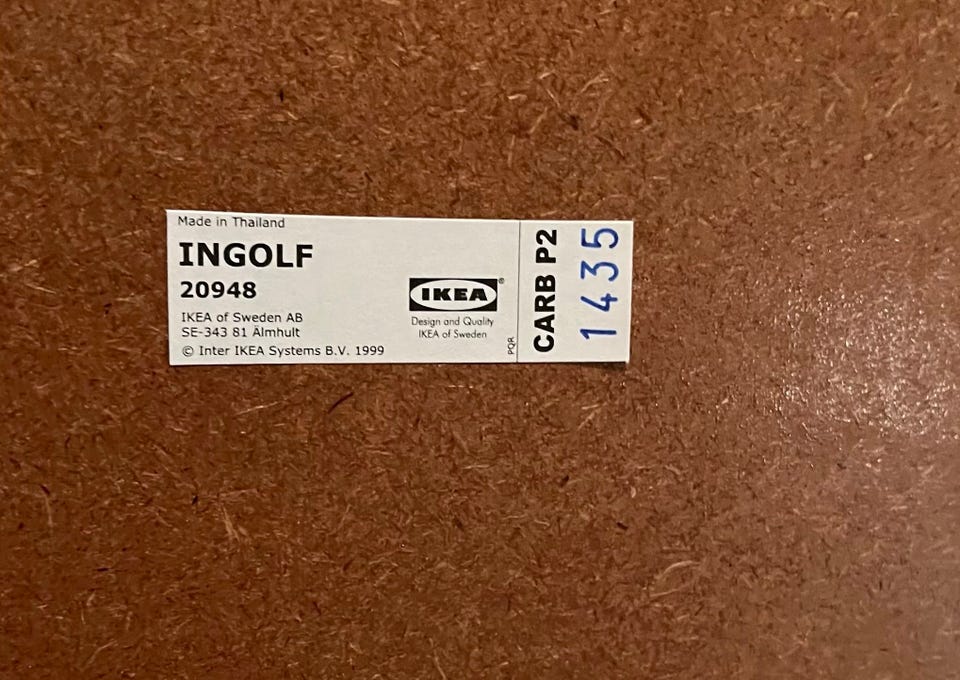 Made in Thailand
INGOLF
20948
IKEA of Sweden AB
SE-343 81 Älmhult
© Inter IKEA Systems B.V. 1999
IKEA®
Design and Quality
IKEA of Sweden
PQR
CARB P2
1435